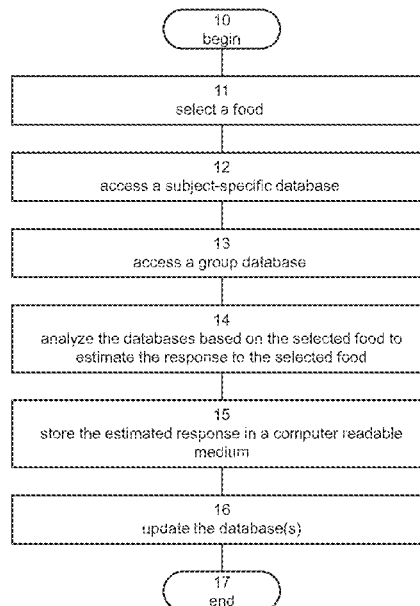 10
begin
11
select a food
12
access a subject-specific database
13
access a group database
14
analyze the databases based on the selected food to
estimate the response to the selected food
15
store the estimated response in a computer readable
medium
16
update the database(s)
17
end